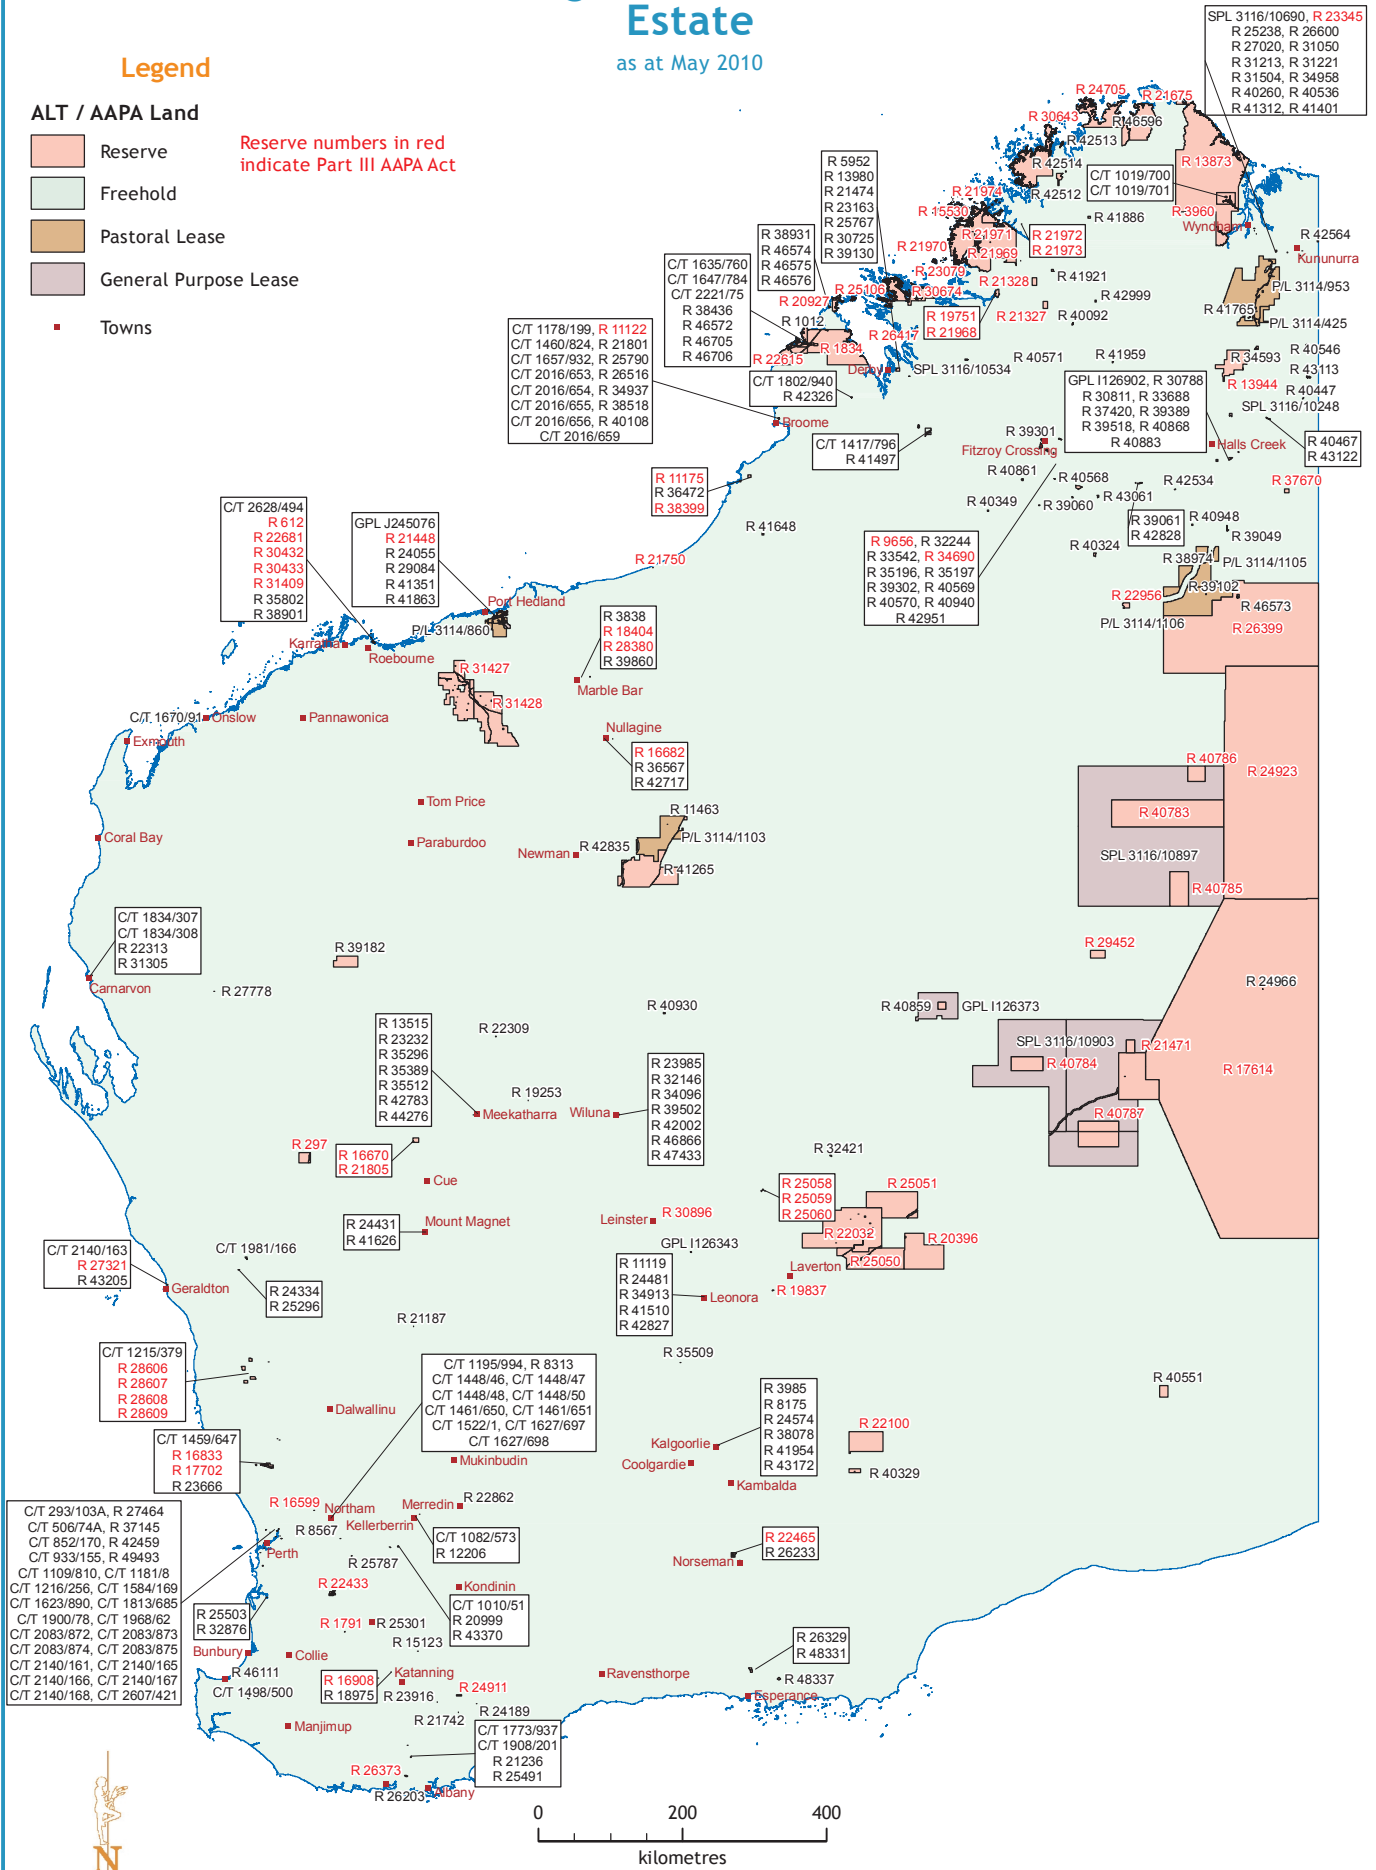 Estate
as at May 2010
Legend
ALT / AAPA Land
Reserve
Freehold
Pastoral Lease
General Purpose Lease
Towns
Reserve numbers in red
indicate Part III AAPA Act
SPL 3116/10690, R 23345
R 25238, R 26600
R 27020, R 31050
R 31213, R 31221
R 31504, R 34958
R 40260, R 40536
R 41312, R 41401
R 24705
R 21675
R 30643
R 46596
R 42513
R 42514
R 42512
R 13873
C/T 1019/700
C/T 1019/701
R 3960
Wyndham
R 41886
R 42564
Kununurra
R 5952
R 13980
R 21474
R 23163
R 25767
R 30725
R 39130
R 21974
R 15530
R 21971
R 21970
R 21969
R 21972
R 21973
R 23079
R 21328
R 41921
R 42999
R 40092
R 21327
P/L 3114/953
R 41765
P/L 3114/425
R 38931
R 46574
R 46575
R 46576
R 25106
R 30674
R 20927
R 19751
R 21968
C/T 1635/760
C/T 1647/784
C/T 2221/75
R 38436
R 46572
R 46705
R 46706
R 1012
R 1834
R 26417
R 22615
Derby
SPL 3116/10534
R 40571
R 41959
R 34593
R 40546
R 43113
R 13944
R 40447
SPL 3116/10248
C/T 1178/199, R 11122
C/T 1460/824, R 21801
C/T 1657/932, R 25790
C/T 2016/653, R 26516
C/T 2016/654, R 34937
C/T 2016/655, R 38518
C/T 2016/656, R 40108
C/T 2016/659
C/T 1802/940
R 42326
Broome
GPL I126902, R 30788
R 30811, R 33688
R 37420, R 39389
R 39518, R 40868
R 40883
C/T 1417/796
R 41497
R 39301
Fitzroy Crossing
Halls Creek
R 40467
R 43122
R 11175
R 36472
R 38399
R 40861
R 40568
R 42534
R 37670
R 40349
R 39060
R 43061
R 39061
R 42828
R 40948
R 39049
R 41648
R 40324
R 38974
P/L 3114/1105
R 39102
R 46573
R 22956
P/L 3114/1106
R 26399
R 9656, R 32244
R 33542, R 34690
R 35196, R 35197
R 39302, R 40569
R 40570, R 40940
R 42951
C/T 2628/494
R 612
R 22681
R 30432
R 30433
R 31409
R 35802
R 38901
GPL J245076
R 21448
R 24055
R 29084
R 41351
R 41863
R 21750
Port Hedland
P/L 3114/860
Karratha
Roebourne
R 3838
R 18404
R 28380
R 39860
Marble Bar
R 31427
R 31428
C/T 1670/91
Onslow
Pannawonica
Exmouth
Nullagine
R 16682
R 36567
R 42717
R 40786
R 24923
R 40783
SPL 3116/10897
R 40785
Tom Price
Coral Bay
Paraburdoo
Newman
R 42835
R 11463
P/L 3114/1103
R 41265
C/T 1834/307
C/T 1834/308
R 22313
R 31305
Carnarvon
R 39182
R 27778
R 29452
R 24966
R 40930
R 40859
GPL I126373
R 22309
R 13515
R 23232
R 35296
R 35389
R 35512
R 42783
R 44276
Meekatharra
R 19253
Wiluna
R 23985
R 32146
R 34096
R 39502
R 42002
R 46866
R 47433
SPL 3116/10903
R 21471
R 40784
R 17614
R 40787
R 297
R 16670
R 21805
Cue
R 32421
R 25058
R 25059
R 25060
R 25051
R 22032
R 20396
R 25050
R 24431
R 41626
Mount Magnet
Leinster
R 30896
GPL I126343
Laverton
R 19837
C/T 2140/163
R 27321
R 43205
Geraldton
C/T 1981/166
R 24334
R 25296
R 11119
R 24481
R 34913
R 41510
R 42827
Leonora
R 21187
R 35509
C/T 1215/379
R 28606
R 28607
R 28608
R 28609
C/T 1195/994, R 8313
C/T 1448/46, C/T 1448/47
C/T 1448/48, C/T 1448/50
C/T 1461/650, C/T 1461/651
C/T 1522/1, C/T 1627/697
C/T 1627/698
R 40551
Dalwallinu
R 3985
R 8175
R 24574
R 38078
R 41954
R 43172
R 22100
R 40329
Kalgoorlie
Coolgardie
Kambalda
C/T 1459/647
R 16833
R 17702
R 23666
Mukinbudin
R 16599
Northam
R 8567
Kellerberrin
Merredin
R 22862
C/T 1082/573
R 12206
C/T 293/103A, R 27464
C/T 506/74A, R 37145
C/T 852/170, R 42459
C/T 933/155, R 49493
C/T 1109/810, C/T 1181/8
C/T 1216/256, C/T 1584/169
C/T 1623/890, C/T 1813/685
C/T 1900/78, C/T 1968/62
C/T 2083/872, C/T 2083/873
C/T 2083/874, C/T 2083/875
C/T 2140/161, C/T 2140/165
C/T 2140/166, C/T 2140/167
C/T 2140/168, C/T 2607/421
Perth
R 25787
R 22433
Kondinin
R 22465
R 26233
Norseman
C/T 1010/51
R 20999
R 43370
R 25503
R 32876
R 1791
R 25301
R 15123
Bunbury
Collie
R 46111
C/T 1498/500
R 16908
R 18975
Katanning
R 23916
R 24911
R 24189
R 21742
Manjimup
Ravensthorpe
R 26329
R 48331
R 48337
Esperance
C/T 1773/937
C/T 1908/201
R 21236
R 25491
R 26373
R 26203
Albany
0 200 400
kilometres
N